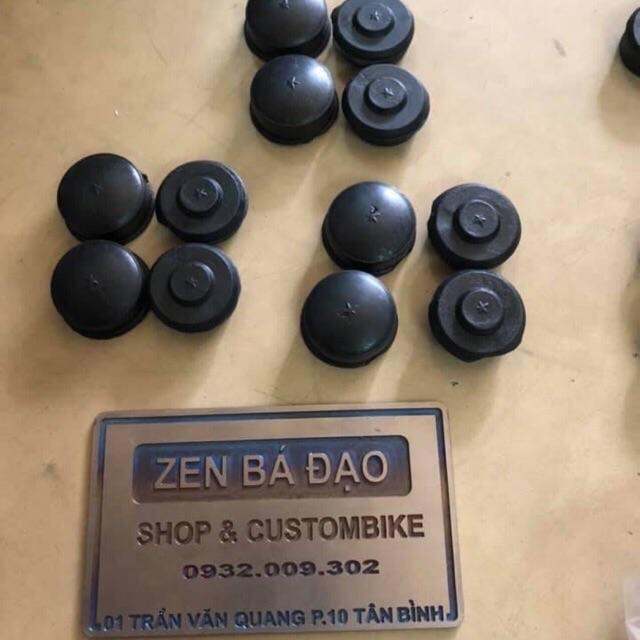 ZEN BÁ ĐẠO
SHOP & CUSTOMBIKE
0932.009.302
01 TRẦN VĂN QUANG P.10 TÂN BÌNH